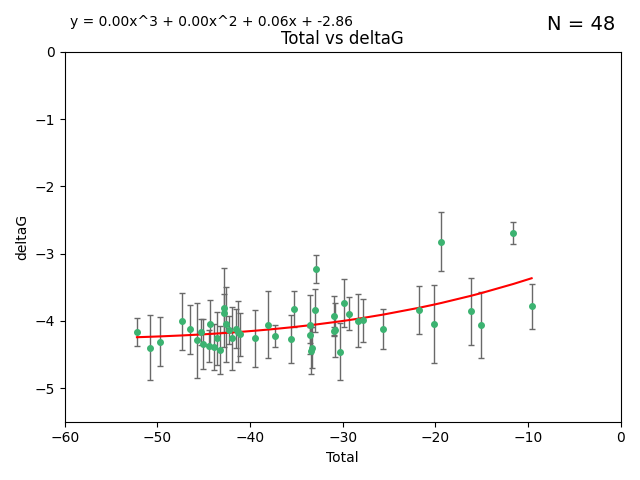 y = 0.00x^3 + 0.00x^2 + 0.06x + -2.86
N = 48
Total vs deltaG
0
−1
−2
−3
−4
−5
deltaG
−60 −50 −40 −30 −20 −10 0
Total